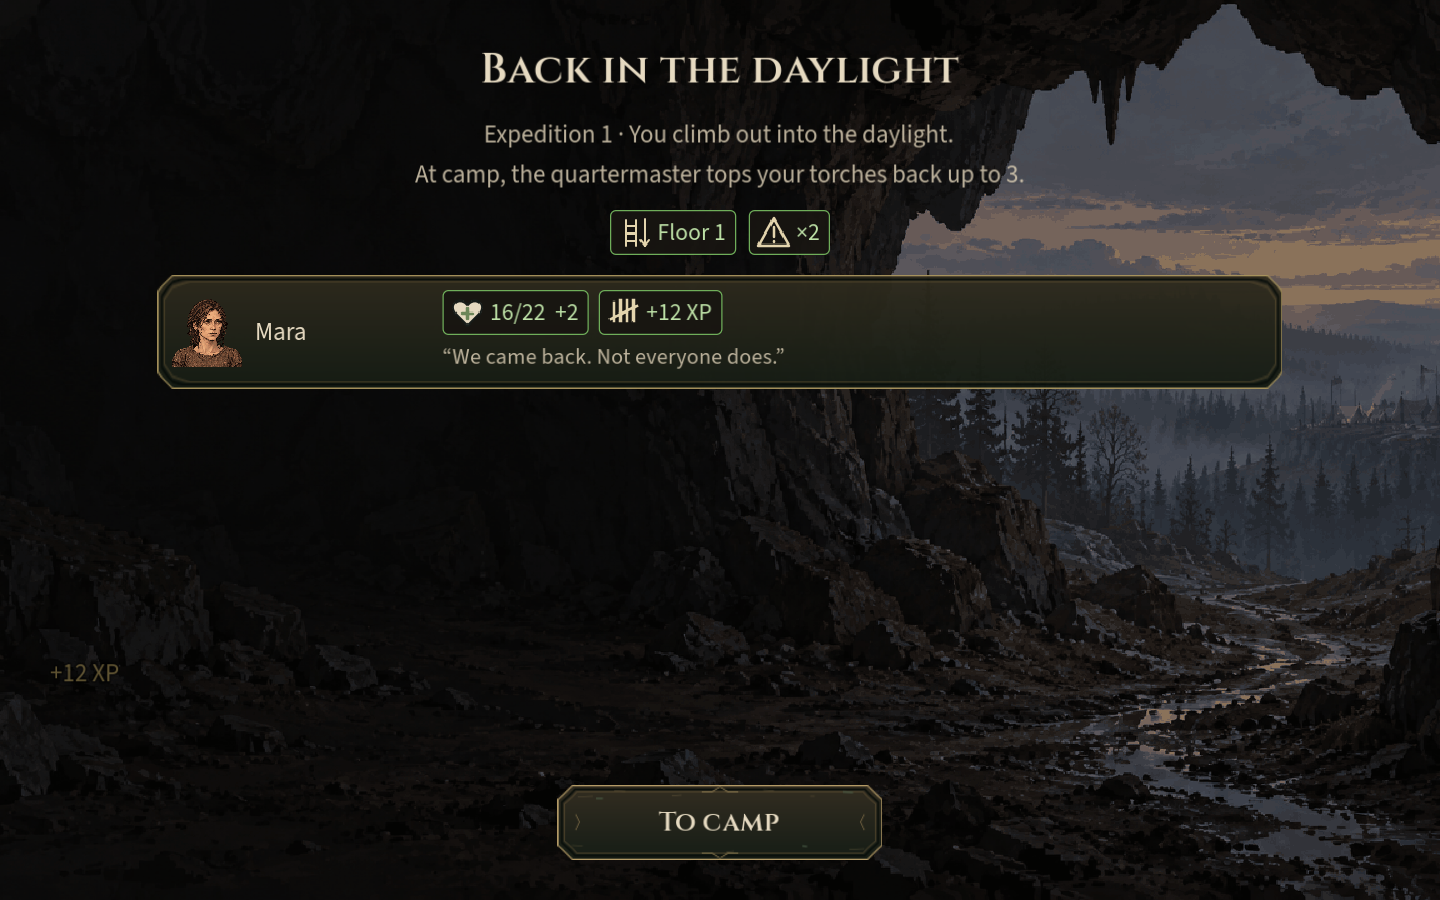 Back in the daylight
Expedition 1 · You climb out into the daylight.
At camp, the quartermaster tops your torches back up to 3.
Floor 1
×2
16/22 +2
+12 XP
Mara
“We came back. Not everyone does.”
+12 XP
To camp